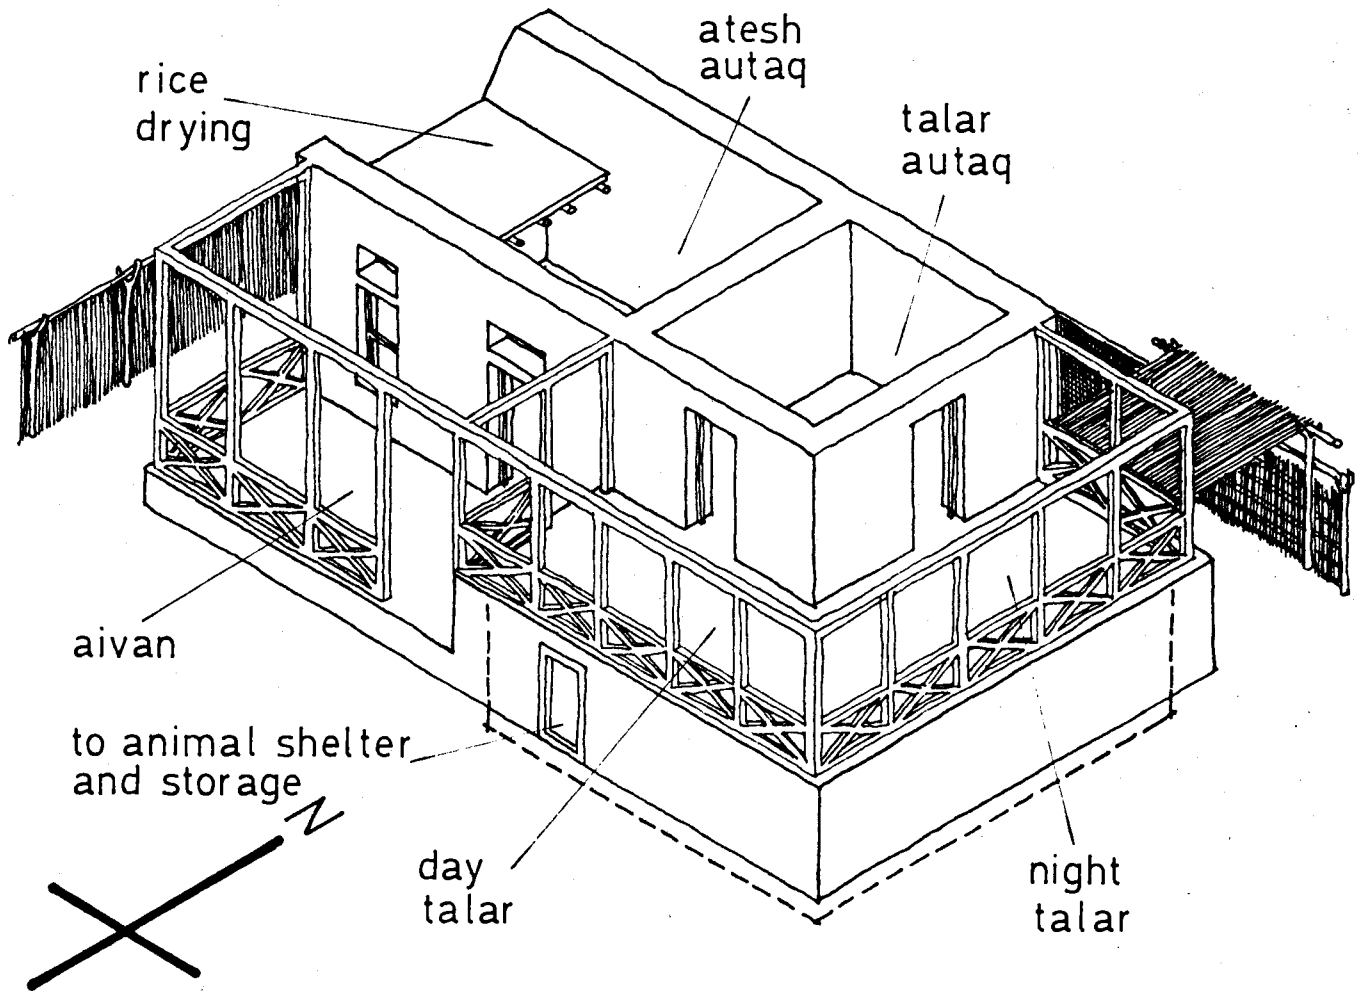 atesh
autaq
rice
drying
talar
autaq
aivan
to animal shelter
and storage
N
day
talar
night
talar